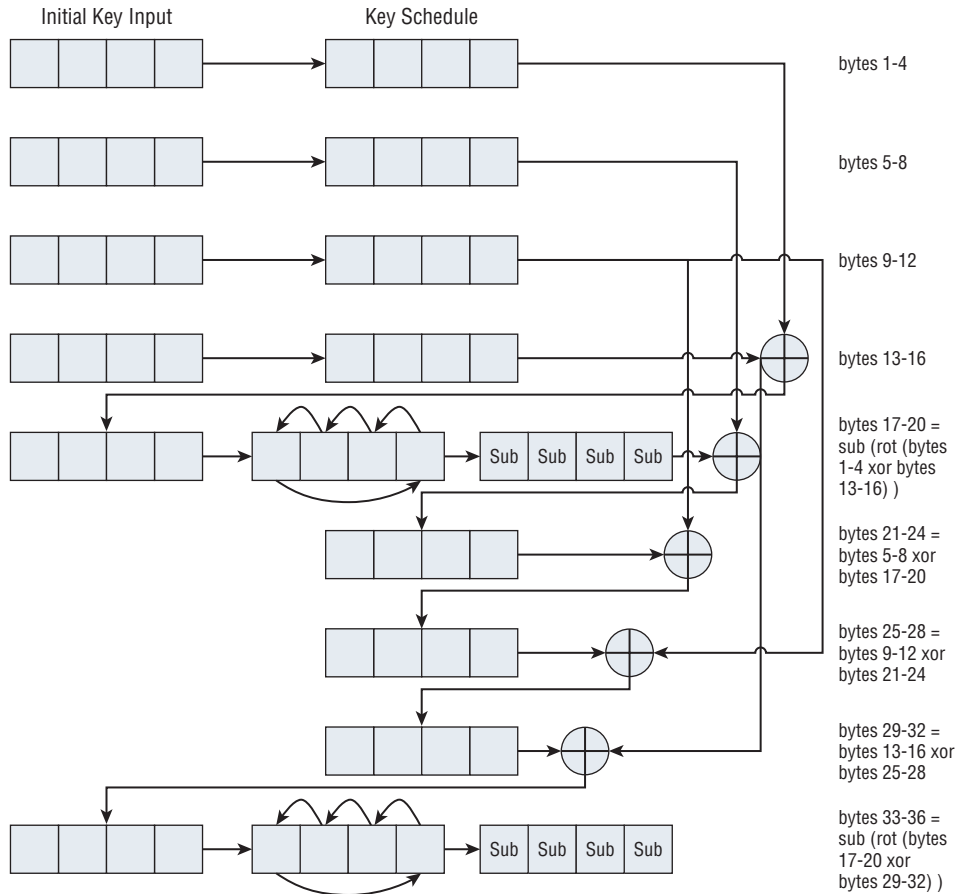 Initial Key Input
Key Schedule
bytes 1-4
bytes 5-8
bytes 9-12
bytes 13-16
bytes 17-20 =
sub (rot (bytes
1-4 xor bytes
13-16) )
Sub Sub Sub Sub
bytes 21-24 =
bytes 5-8 xor
bytes 17-20
bytes 25-28 =
bytes 9-12 xor
bytes 21-24
bytes 29-32 =
bytes 13-16 xor
bytes 25-28
bytes 33-36 =
sub (rot (bytes
17-20 xor
bytes 29-32) )
Sub Sub Sub Sub